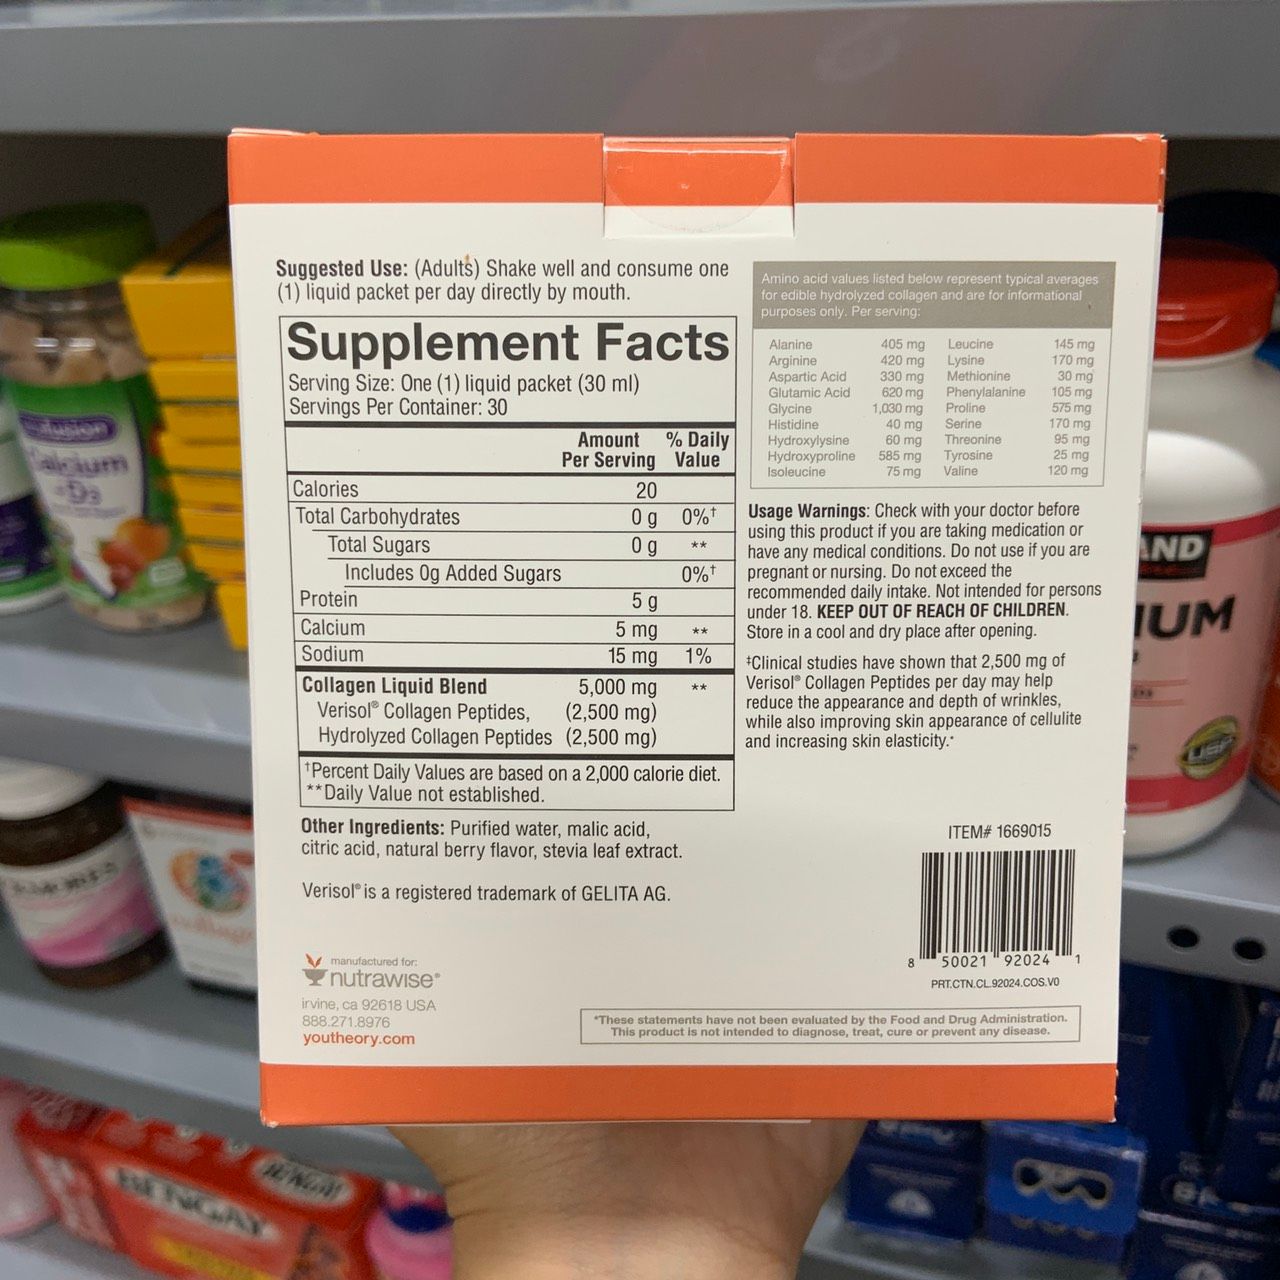 Suggested Use: (Adults) Shake well and consume one
(1) liquid packet per day directly by mouth.
Supplement Facts
Serving Size: One (1) liquid packet (30 ml)
Servings Per Container: 30
Amount Per Serving % Daily Value
Calories 20
Total Carbohydrates 0 g 0%†
Total Sugars 0 g **
Includes 0g Added Sugars 0%†
Protein 5 g
Calcium 5 mg **
Sodium 15 mg 1%
Collagen Liquid Blend 5,000 mg **
Verisol® Collagen Peptides, (2,500 mg)
Hydrolyzed Collagen Peptides (2,500 mg)
†Percent Daily Values are based on a 2,000 calorie diet.
**Daily Value not established.
Other Ingredients: Purified water, malic acid,
citric acid, natural berry flavor, stevia leaf extract.
Verisol® is a registered trademark of GELITA AG.
manufactured for:
nutrawise®
irvine, ca 92618 USA
888.271.8976
youtheory.com
Amino acid values listed below represent typical averages
for edible hydrolyzed collagen and are for informational
purposes only. Per serving:
Alanine 405 mg Leucine 145 mg
Arginine 420 mg Lysine 170 mg
Aspartic Acid 330 mg Methionine 30 mg
Glutamic Acid 620 mg Phenylalanine 105 mg
Glycine 1,030 mg Proline 575 mg
Histidine 40 mg Serine 170 mg
Hydroxylysine 60 mg Threonine 95 mg
Hydroxyproline 585 mg Tyrosine 25 mg
Isoleucine 75 mg Valine 120 mg
Usage Warnings: Check with your doctor before
using this product if you are taking medication or
have any medical conditions. Do not use if you are
pregnant or nursing. Do not exceed the
recommended daily intake. Not intended for persons
under 18. KEEP OUT OF REACH OF CHILDREN.
Store in a cool and dry place after opening.
‡Clinical studies have shown that 2,500 mg of
Verisol® Collagen Peptides per day may help
reduce the appearance and depth of wrinkles,
while also improving skin appearance of cellulite
and increasing skin elasticity.*
ITEM# 1669015
8 50021 92024 1
PRT.CTN.CL.92024.COS.V0
*These statements have not been evaluated by the Food and Drug Administration.
This product is not intended to diagnose, treat, cure or prevent any disease.
Calcium
D3
AND
IUM
USP
BENGAY
BENGAY